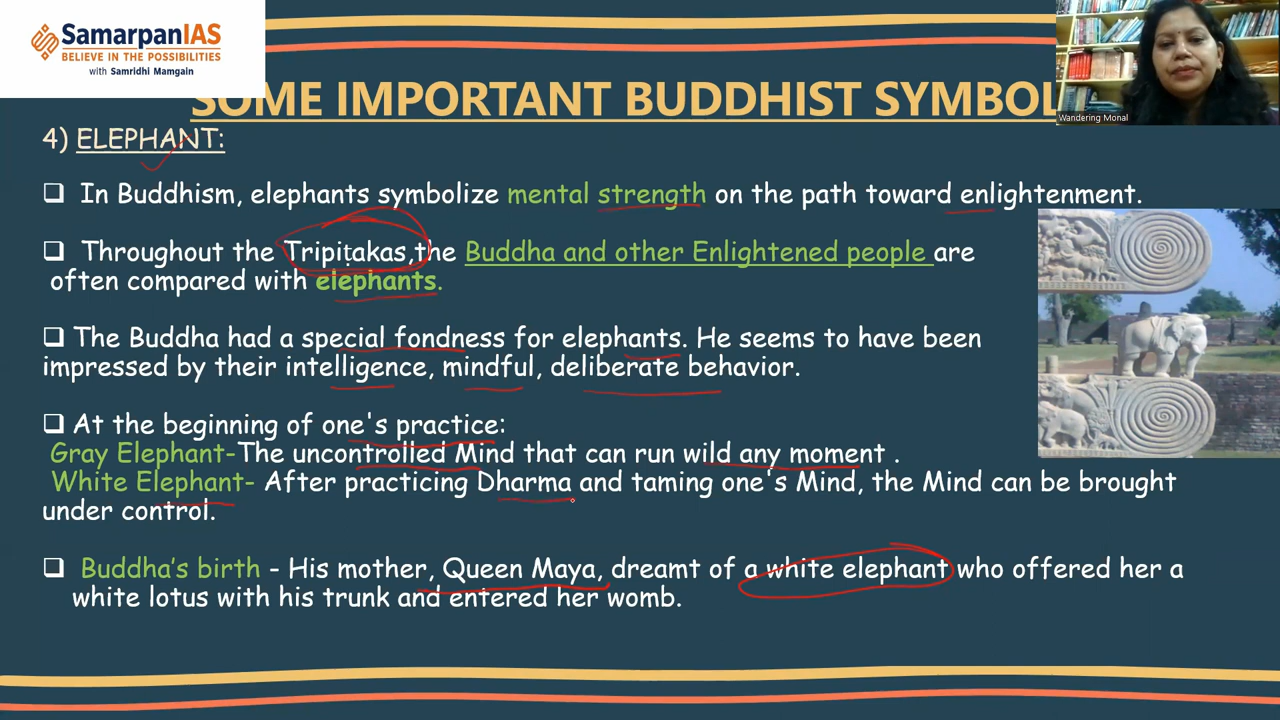 SamarpanIAS
BELIEVE IN THE POSSIBILITIES
with Samridhi Mamgain
SOME IMPORTANT BUDDHIST SYMBOL
Wandering Monal
4) ELEPHANT:
❑ In Buddhism, elephants symbolize mental strength on the path toward enlightenment.
❑ Throughout the Tripiṭakas,the Buddha and other Enlightened people are
often compared with elephants.
❑ The Buddha had a special fondness for elephants. He seems to have been
impressed by their intelligence, mindful, deliberate behavior.
❑ At the beginning of one's practice:
Gray Elephant-The uncontrolled Mind that can run wild any moment .
White Elephant- After practicing Dharma and taming one's Mind, the Mind can be brought
under control.
❑ Buddha's birth - His mother, Queen Maya, dreamt of a white elephant who offered her a
white lotus with his trunk and entered her womb.